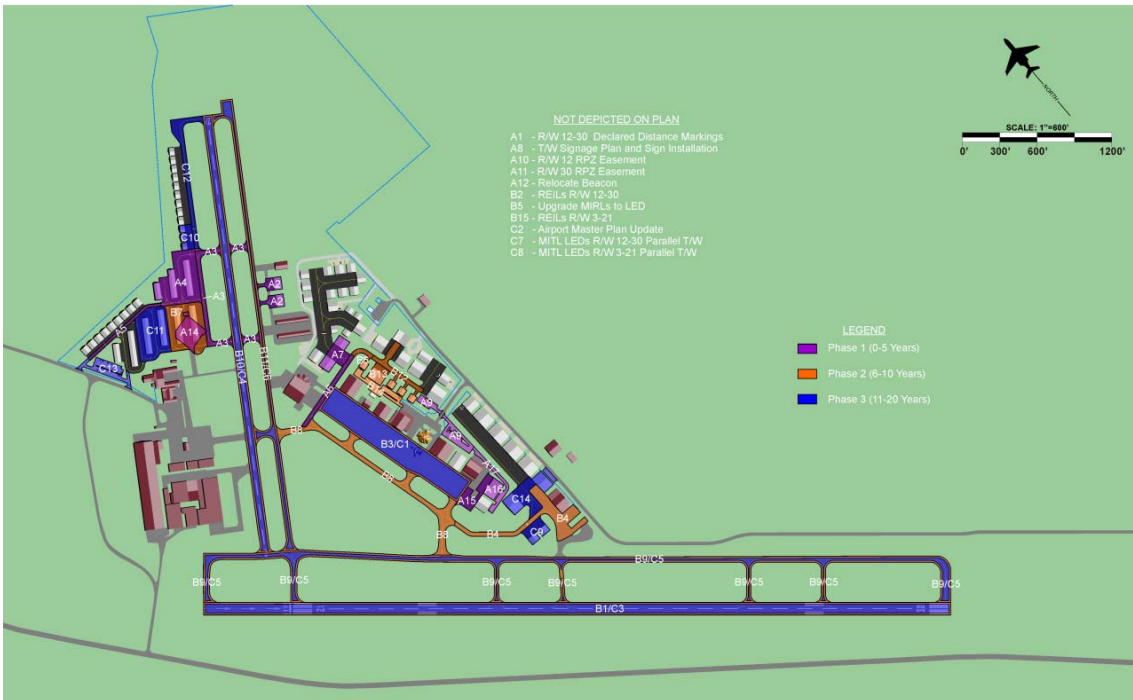 NOT DEPICTED ON PLAN
A1 - R/W 12-30 Declared Distance Markings
A8 - T/W Signage Plan and Sign Installation
A10 - R/W 12 RPZ Easement
A11 - R/W 30 RPZ Easement
A12 - Relocate Beacon
B2 - REILs R/W 12-30
B5 - Upgrade MIRLs to LED
B15 - REILs R/W 3-21
C2 - Airport Master Plan Update
C7 - MITL LEDs R/W 12-30 Parallel T/W
C8 - MITL LEDs R/W 3-21 Parallel T/W
NORTH
SCALE: 1"=600'
0' 300' 600' 1200'
LEGEND
Phase 1 (0-5 Years)
Phase 2 (6-10 Years)
Phase 3 (11-20 Years)
C12
C10
A3
A3
A4
A2
A3
A2
B7
A5
C11
A14
A3
A7
C13
B10/C4
B13
A9
B8
B3/C1
A9
A15
A16
C14
B4
B4
C9
B9/C5
B9/C5
B9/C5
B9/C5
B9/C5
B9/C5
B9/C5
B9/C5
B1/C3